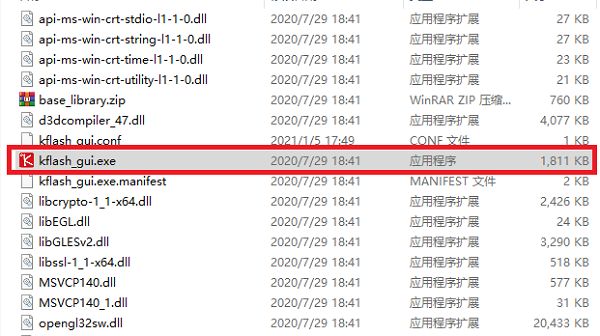 api-ms-win-crt-stdio-l1-1-0.dll 2020/7/29 18:41 应用程序扩展 27 KB
api-ms-win-crt-string-l1-1-0.dll 2020/7/29 18:41 应用程序扩展 27 KB
api-ms-win-crt-time-l1-1-0.dll 2020/7/29 18:41 应用程序扩展 23 KB
api-ms-win-crt-utility-l1-1-0.dll 2020/7/29 18:41 应用程序扩展 21 KB
base_library.zip 2020/7/29 18:41 WinRAR ZIP 压缩... 760 KB
d3dcompiler_47.dll 2020/7/29 18:41 应用程序扩展 4,077 KB
kflash_gui.conf 2021/1/5 17:49 CONF 文件 1 KB
kflash_gui.exe 2020/7/29 18:41 应用程序 1,811 KB
kflash_gui.exe.manifest 2020/7/29 18:41 MANIFEST 文件 2 KB
libcrypto-1_1-x64.dll 2020/7/29 18:41 应用程序扩展 2,426 KB
libEGL.dll 2020/7/29 18:41 应用程序扩展 24 KB
libGLESv2.dll 2020/7/29 18:41 应用程序扩展 3,290 KB
libssl-1_1-x64.dll 2020/7/29 18:41 应用程序扩展 518 KB
MSVCP140.dll 2020/7/29 18:41 应用程序扩展 577 KB
MSVCP140_1.dll 2020/7/29 18:41 应用程序扩展 31 KB
opengl32sw.dll 2020/7/29 18:41 应用程序扩展 20,433 KB